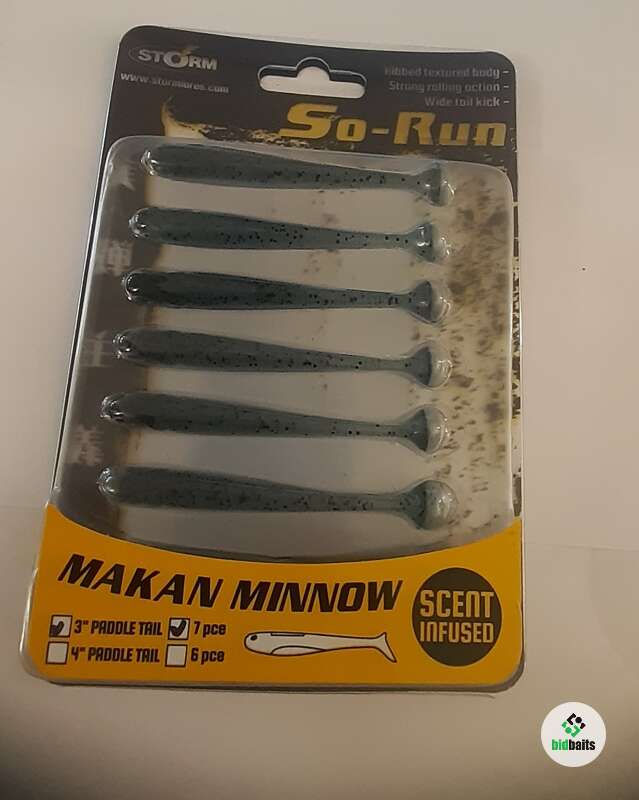 STORM
www.stormlures.com
Ribbed textured body -
Strong rolling action -
Wide tail kick -
So-Run
MAKAN MINNOW
3" PADDLE TAIL 7 pce
4" PADDLE TAIL 6 pce
SCENT
INFUSED
bidbaits